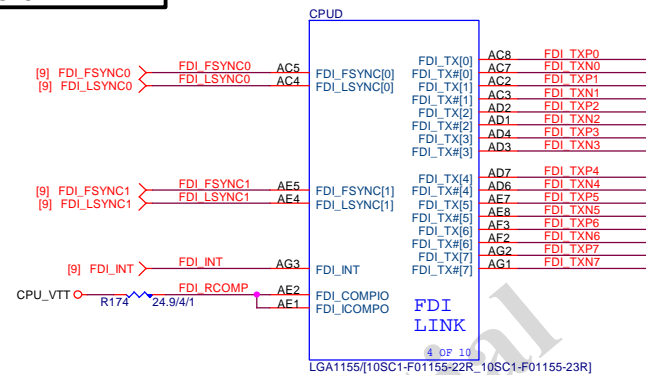 CPUD
[9] FDI_FSYNC0 FDI_FSYNC0 AC5 FDI_FSYNC[0] FDI_TX[0] AC8 FDI_TXP0
[9] FDI_LSYNC0 FDI_LSYNC0 AC4 FDI_LSYNC[0] FDI_TX#[0] AC7 FDI_TXN0
FDI_TX[1] AC2 FDI_TXP1
FDI_TX#[1] AC3 FDI_TXN1
FDI_TX[2] AD2 FDI_TXP2
FDI_TX#[2] AD1 FDI_TXN2
FDI_TX[3] AD4 FDI_TXP3
FDI_TX#[3] AD3 FDI_TXN3
FDI_TX[4] AD7 FDI_TXP4
[9] FDI_FSYNC1 FDI_FSYNC1 AE5 FDI_FSYNC[1] FDI_TX#[4] AD6 FDI_TXN4
[9] FDI_LSYNC1 FDI_LSYNC1 AE4 FDI_LSYNC[1] FDI_TX[5] AE7 FDI_TXP5
FDI_TX#[5] AE8 FDI_TXN5
FDI_TX[6] AF3 FDI_TXP6
FDI_TX#[6] AF2 FDI_TXN6
FDI_TX[7] AG2 FDI_TXP7
[9] FDI_INT FDI_INT AG3 FDI_INT FDI_TX#[7] AG1 FDI_TXN7
CPU_VTT R174 24.9/4/1 FDI_RCOMP AE2 FDI_COMPIO
AE1 FDI_ICOMPO
FDI
LINK
4 OF 10
LGA1155/[10SC1-F01155-22R_10SC1-F01155-23R]